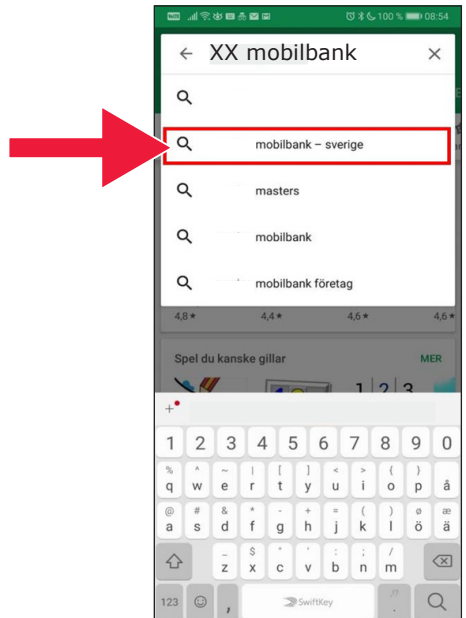 100 % 08:54
XX mobilbank
mobilbank – sverige
masters
mobilbank
mobilbank företag
4,8★ 4,4★ 4,6★ 4,6★
Spel du kanske gillar MER
1 2 3
1 2 3 4 5 6 7 8 9 0
% ^ ~ | [ ] < > { }
q w e r t y u i o p å
@ # & * - + = ( ) ø æ
a s d f g h j k l ö ä
_ $ " ' : ; /
z x c v b n m
123 , SwiftKey .